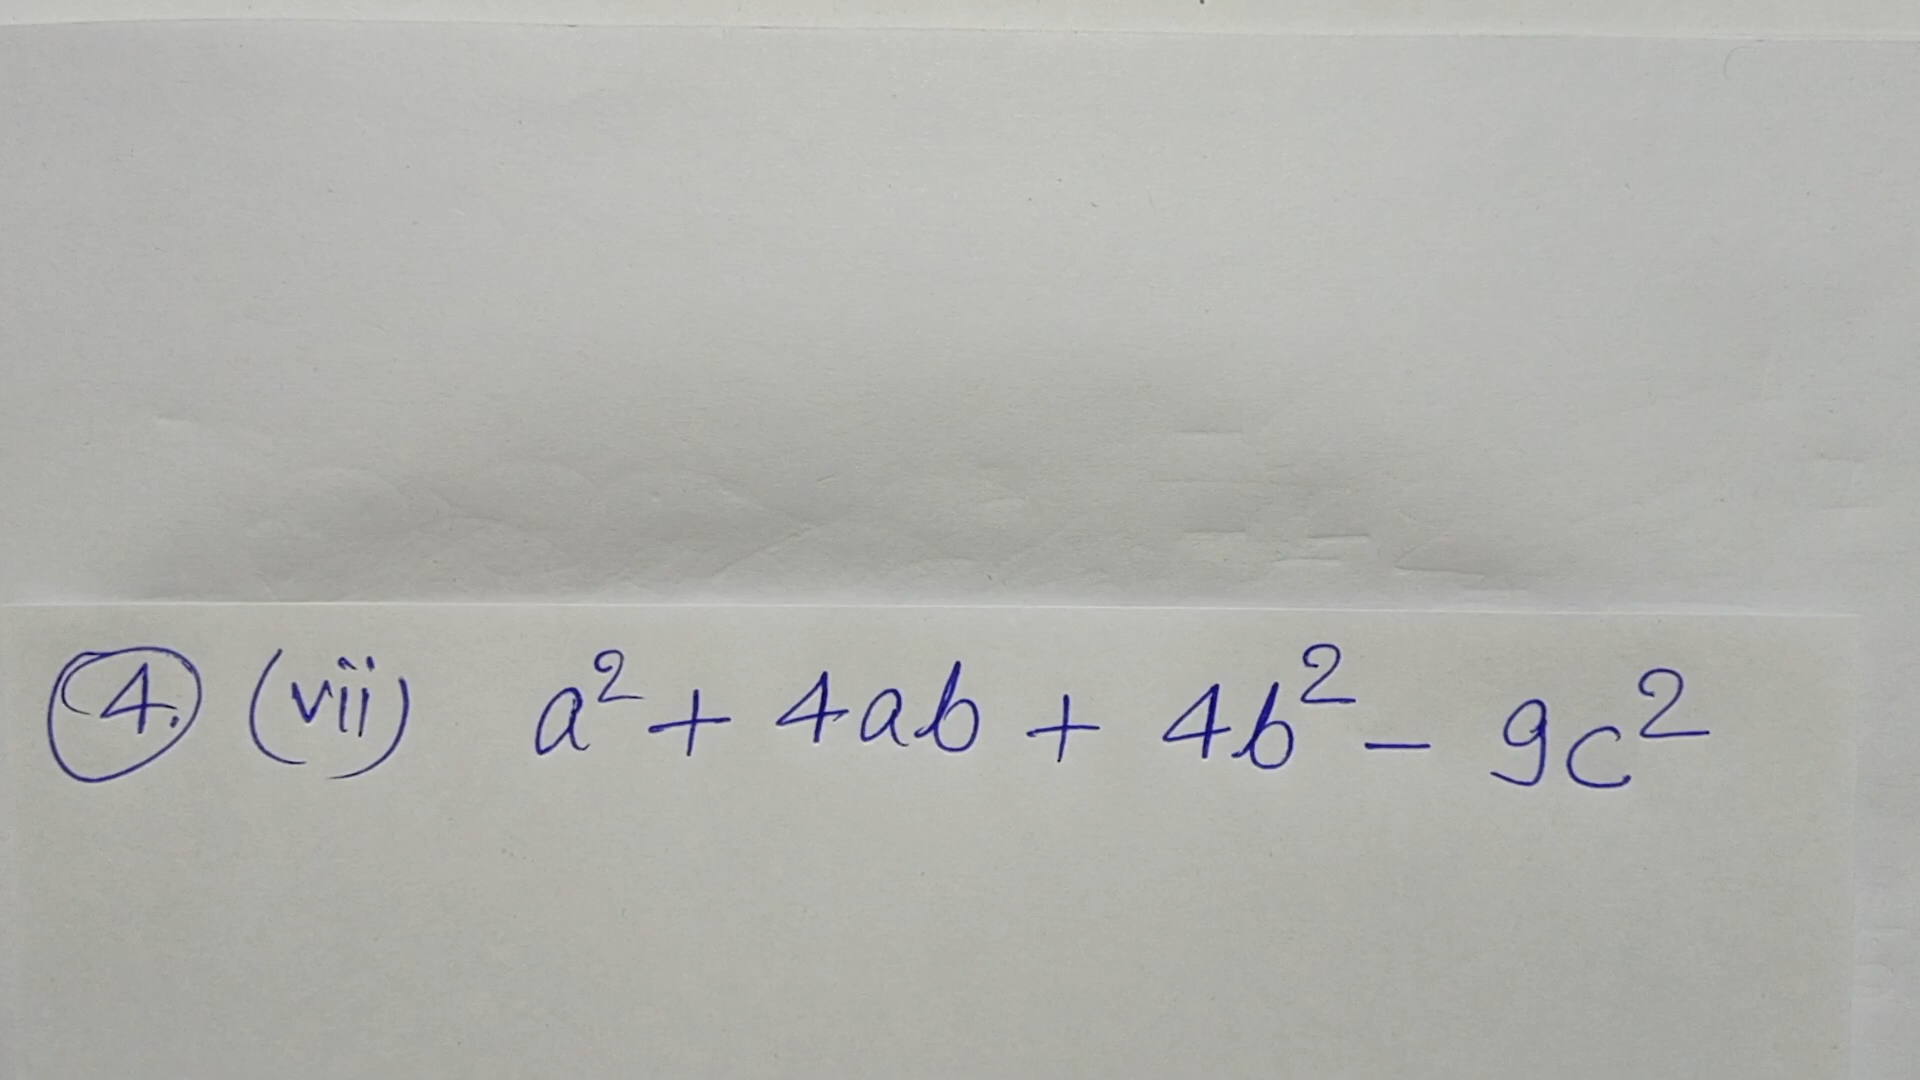 4. (vii) a² + 4ab + 4b² - 9c²